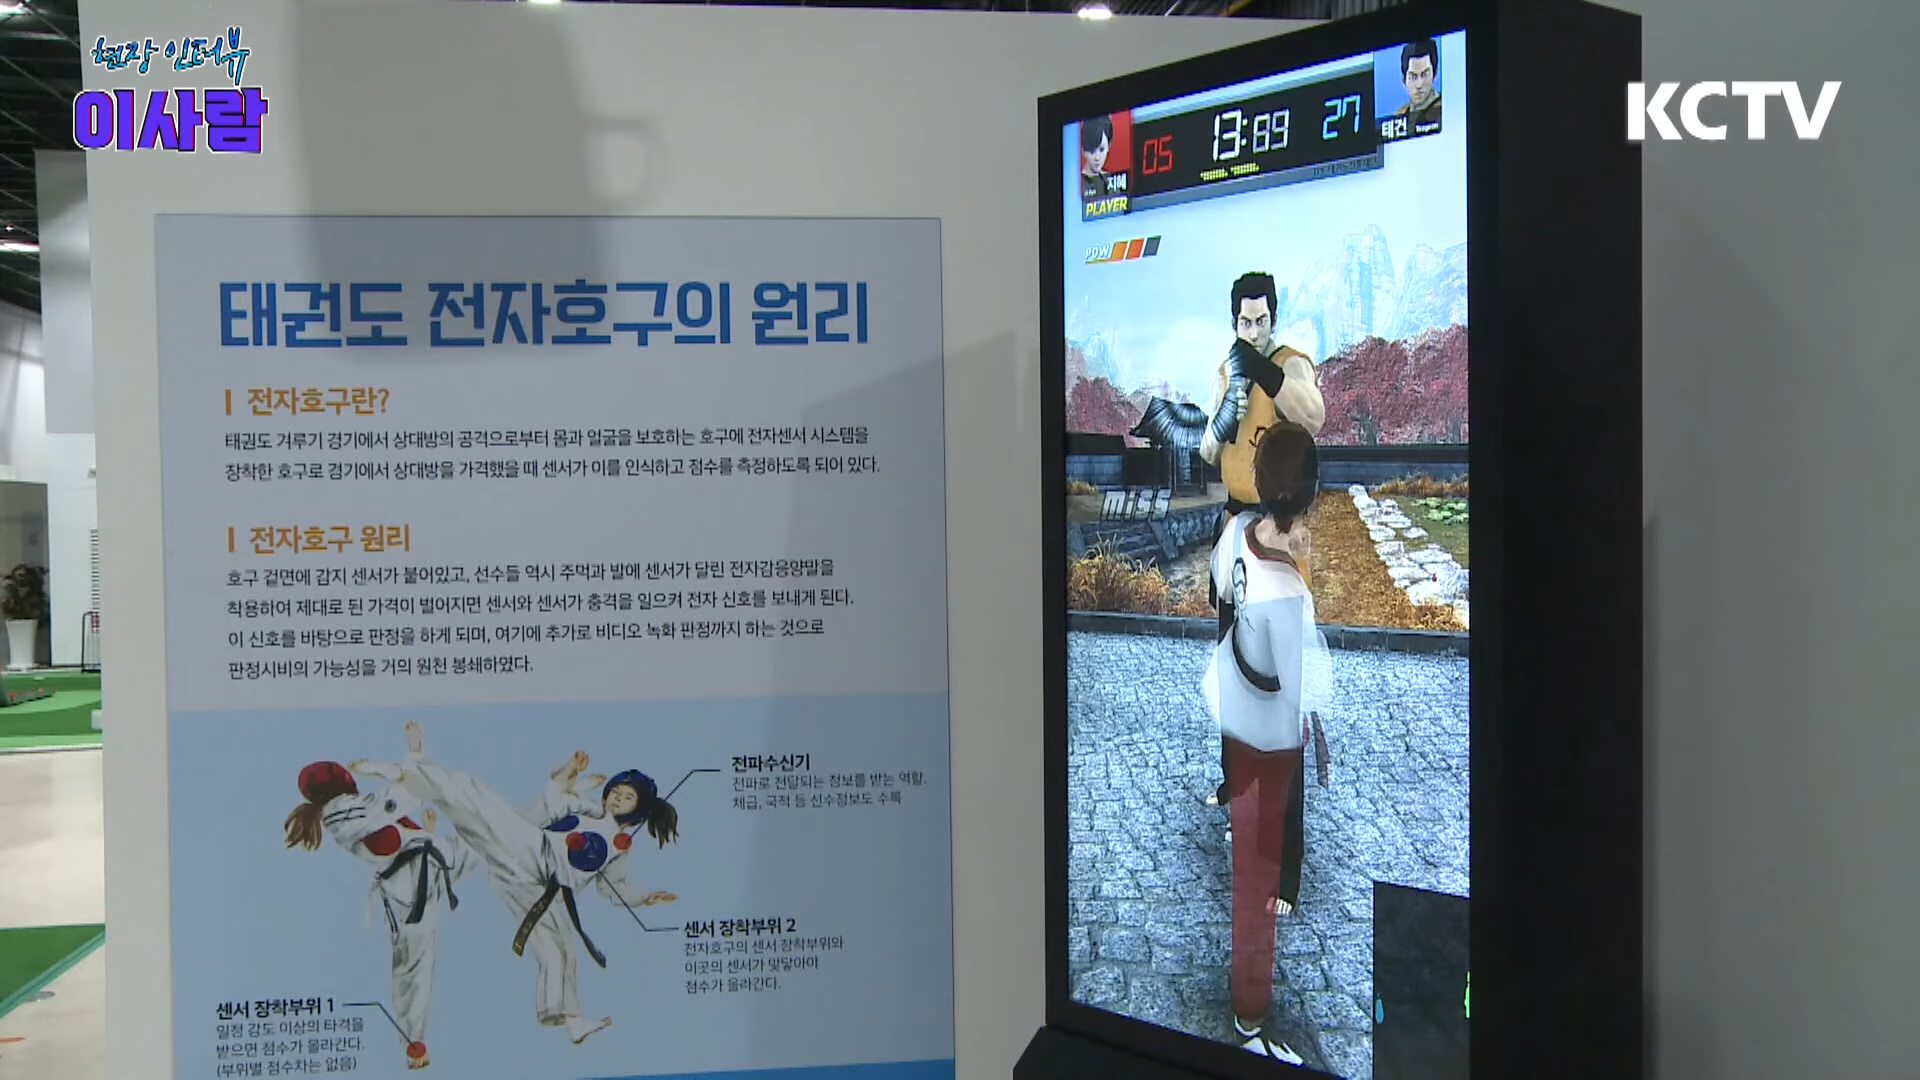 현장 인터뷰
이사람
KCTV
태권도 전자호구의 원리
전자호구란?
태권도 겨루기 경기에서 상대방의 공격으로부터 몸과 얼굴을 보호하는 호구에 전자센서 시스템을
장착한 호구로 경기에서 상대방을 가격했을 때 센서가 이를 인식하고 점수를 측정하도록 되어 있다.
전자호구 원리
호구 겉면에 감지 센서가 붙어있고, 선수들 역시 주먹과 발에 센서가 달린 전자감응양말을
착용하여 제대로 된 가격이 벌어지면 센서와 센서가 충격을 일으켜 전자 신호를 보내게 된다.
이 신호를 바탕으로 판정을 하게 되며, 여기에 추가로 비디오 녹화 판정까지 하는 것으로
판정시비의 가능성을 거의 원천 봉쇄하였다.
전파수신기
전파로 전달되는 정보를 받는 역할.
체급, 국적 등 선수정보도 수록
센서 장착부위 2
전자호구의 센서 장착부위와
이곳의 센서가 맞닿아야
점수가 올라간다.
센서 장착부위 1
일정 강도 이상의 타격을
받으면 점수가 올라간다.
(부위별 점수차는 없음)
05
13:89
27
지혜
태건
PLAYER
POW
miss